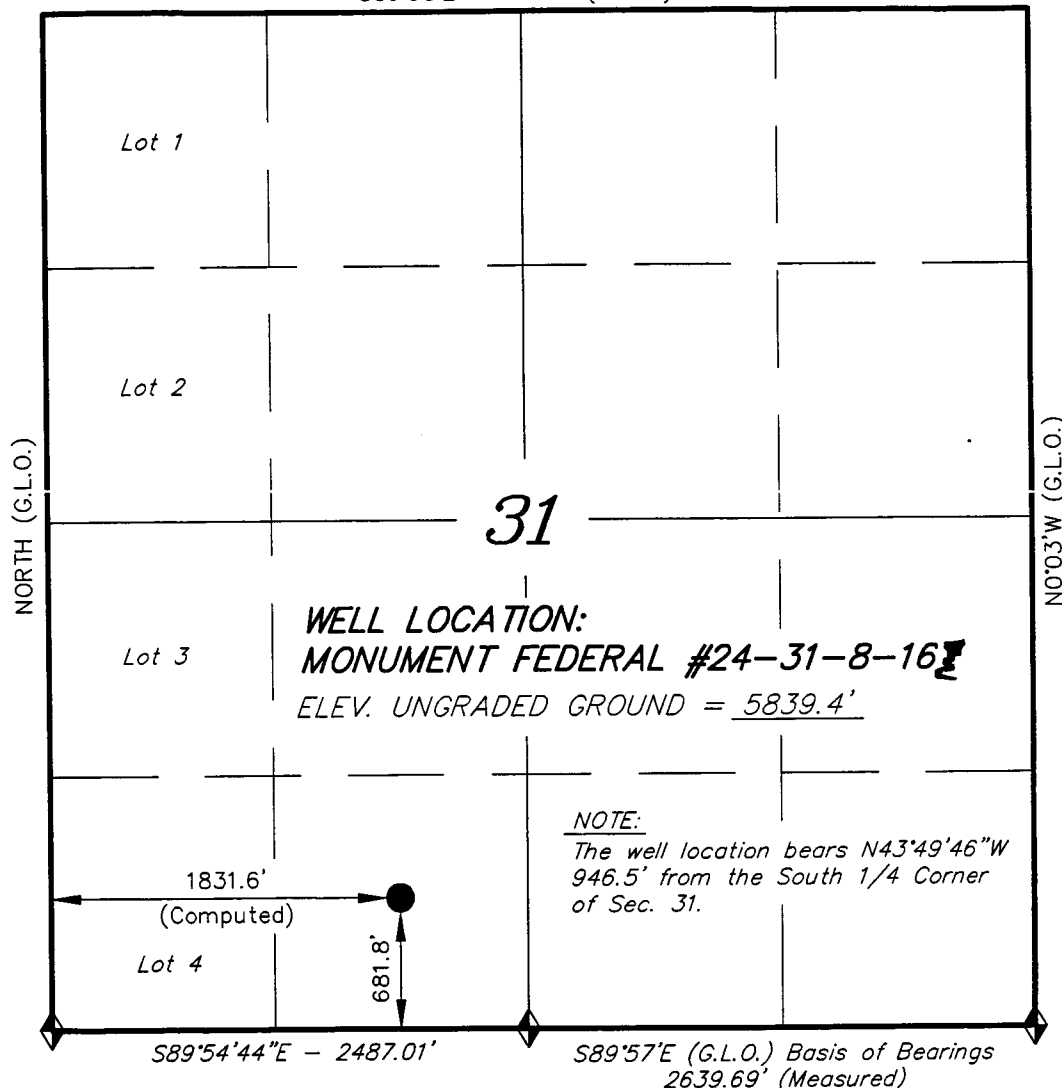 Lot 1
Lot 2
NORTH (G.L.O.)
N0°03'W (G.L.O.)
31
WELL LOCATION:
MONUMENT FEDERAL #24-31-8-16
Lot 3
ELEV. UNGRADED GROUND = 5839.4'
NOTE:
The well location bears N43°49'46"W
946.5' from the South 1/4 Corner
of Sec. 31.
1831.6'
(Computed)
681.8'
Lot 4
S89°54'44"E - 2487.01'
S89°57'E (G.L.O.) Basis of Bearings
2639.69' (Measured)